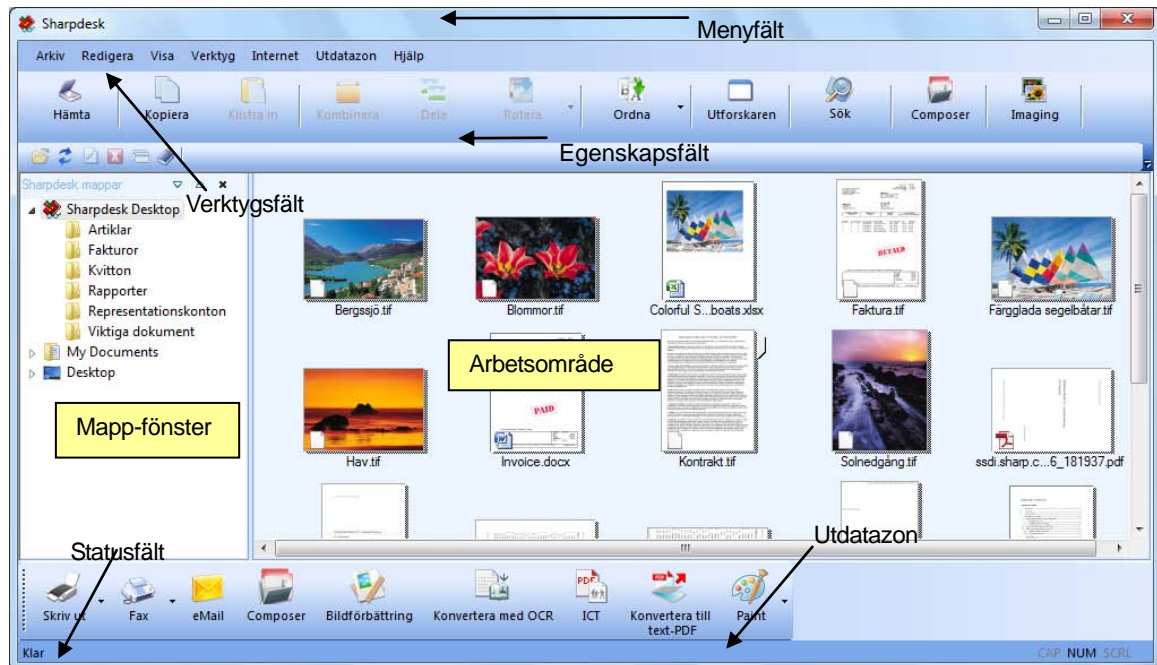 Sharpdesk
Menyfält
Arkiv Redigera Visa Verktyg Internet Utdatazon Hjälp
Hämta Kopiera Klistra in Kombinera Dela Rotera Ordna Utforskaren Sök Composer Imaging
Egenskapsfält
Sharpdesk mappar
Verktygsfält
Sharpdesk Desktop
Artiklar
Fakturor
Kvitton
Rapporter
Representationskonton
Viktiga dokument
My Documents
Desktop
Mapp-fönster
BETALD
Bergssjö.tif Blommor.tif Colorful S...boats.xlsx Faktura.tif Färgglada segelbåtar.tif
Arbetsområde
PAID
Hav.tif Invoice.docx Kontrakt.tif Solnedgång.tif ssdi.sharp.c...6_181937.pdf
Statusfält
Utdatazon
PDF
Skriv ut Fax eMail Composer Bildförbättring Konvertera med OCR ICT Konvertera till text-PDF Paint
Klar
CAP NUM SCRL